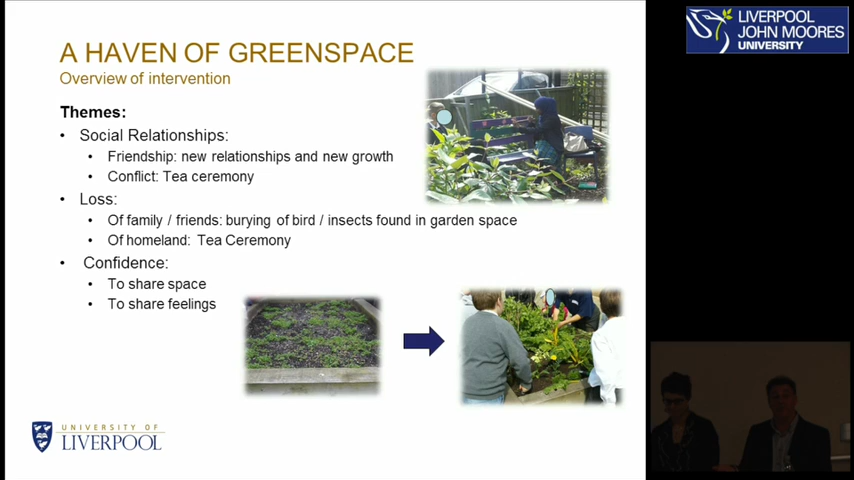 A HAVEN OF GREENSPACE
Overview of intervention
Themes:
• Social Relationships:
• Friendship: new relationships and new growth
• Conflict: Tea ceremony
• Loss:
• Of family / friends: burying of bird / insects found in garden space
• Of homeland: Tea Ceremony
• Confidence:
• To share space
• To share feelings
UNIVERSITY OF
LIVERPOOL
LIVERPOOL
JOHN MOORES
UNIVERSITY